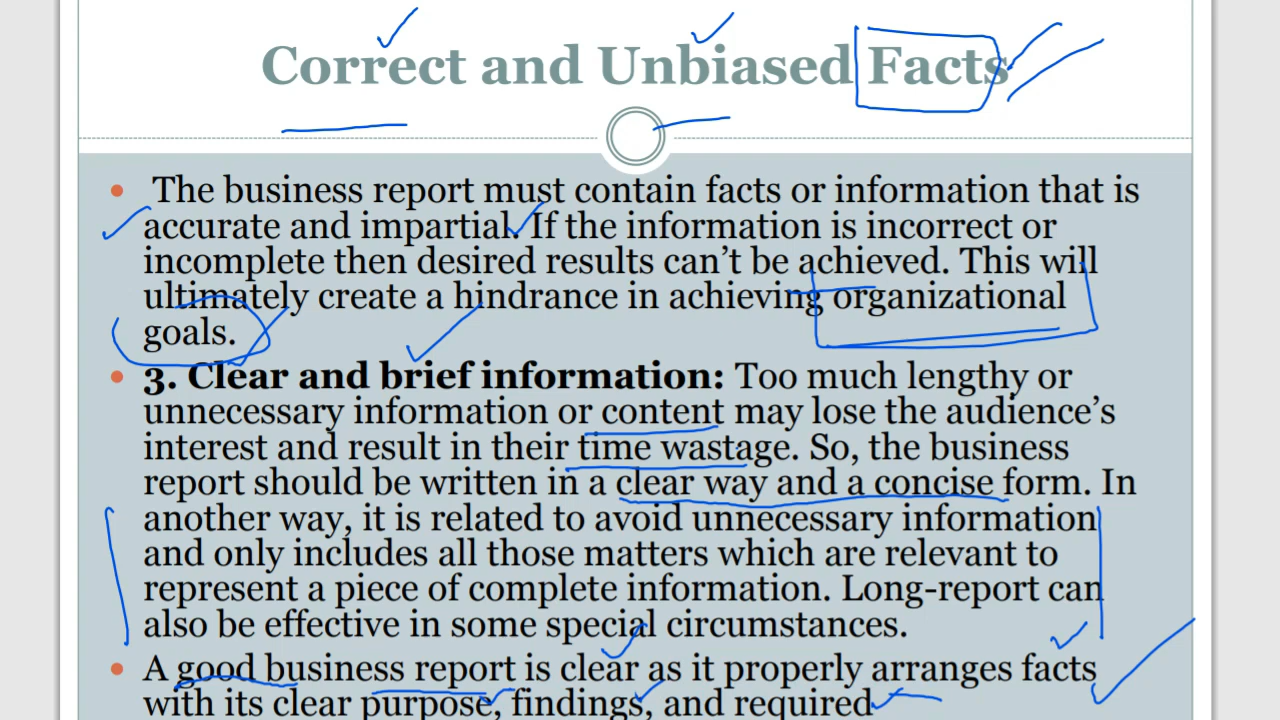 Correct and Unbiased Facts
• The business report must contain facts or information that is
accurate and impartial. If the information is incorrect or
incomplete then desired results can't be achieved. This will
ultimately create a hindrance in achieving organizational
goals.
• 3. Clear and brief information: Too much lengthy or
unnecessary information or content may lose the audience's
interest and result in their time wastage. So, the business
report should be written in a clear way and a concise form. In
another way, it is related to avoid unnecessary information
and only includes all those matters which are relevant to
represent a piece of complete information. Long-report can
also be effective in some special circumstances.
• A good business report is clear as it properly arranges facts
with its clear purpose, findings, and required